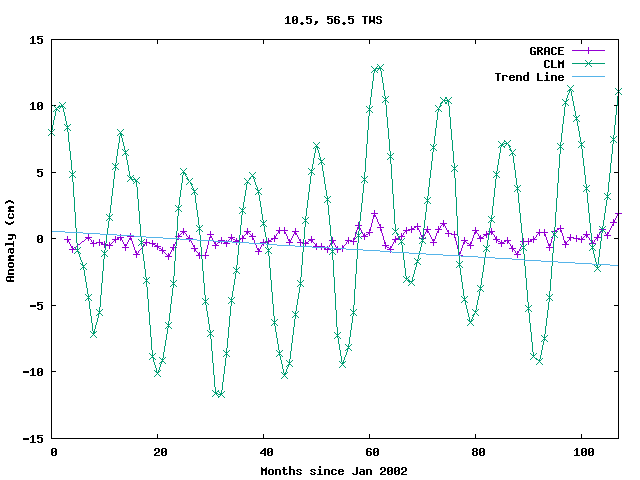 10.5, 56.5 TWS
GRACE
CLM
Trend Line
15
10
5
0
-5
-10
-15
Anomaly (cm)
0 20 40 60 80 100
Months since Jan 2002